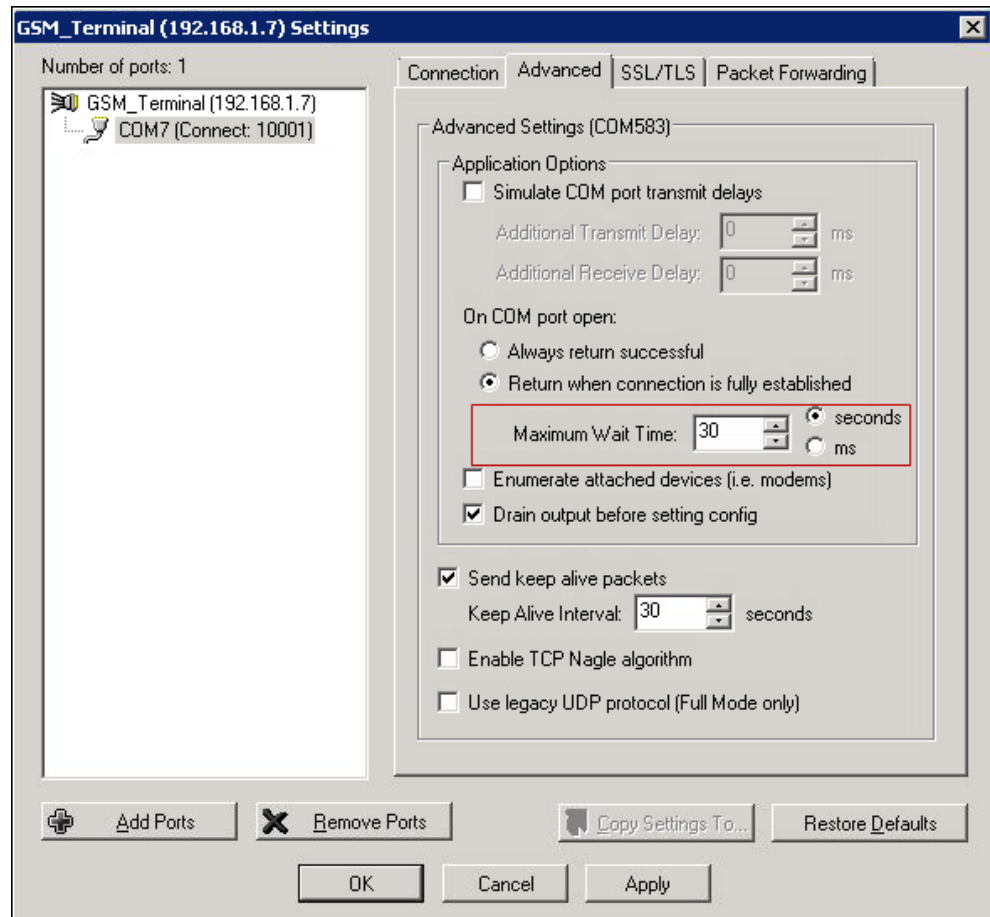 GSM_Terminal (192.168.1.7) Settings
Number of ports: 1
GSM_Terminal (192.168.1.7)
COM7 (Connect: 10001)
Connection Advanced SSL/TLS Packet Forwarding
Advanced Settings (COM583)
Application Options
Simulate COM port transmit delays
Additional Transmit Delay: 0 ms
Additional Receive Delay: 0 ms
On COM port open:
Always return successful
Return when connection is fully established
Maximum Wait Time: 30 seconds
ms
Enumerate attached devices (i.e. modems)
Drain output before setting config
Send keep alive packets
Keep Alive Interval: 30 seconds
Enable TCP Nagle algorithm
Use legacy UDP protocol (Full Mode only)
Add Ports Remove Ports Copy Settings To... Restore Defaults
OK Cancel Apply